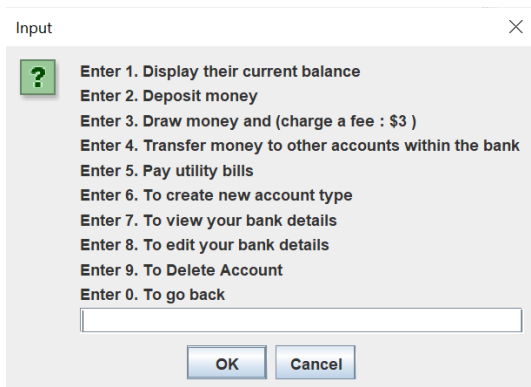 Input
Enter 1. Display their current balance
Enter 2. Deposit money
Enter 3. Draw money and (charge a fee : $3 )
Enter 4. Transfer money to other accounts within the bank
Enter 5. Pay utility bills
Enter 6. To create new account type
Enter 7. To view your bank details
Enter 8. To edit your bank details
Enter 9. To Delete Account
Enter 0. To go back
OK Cancel